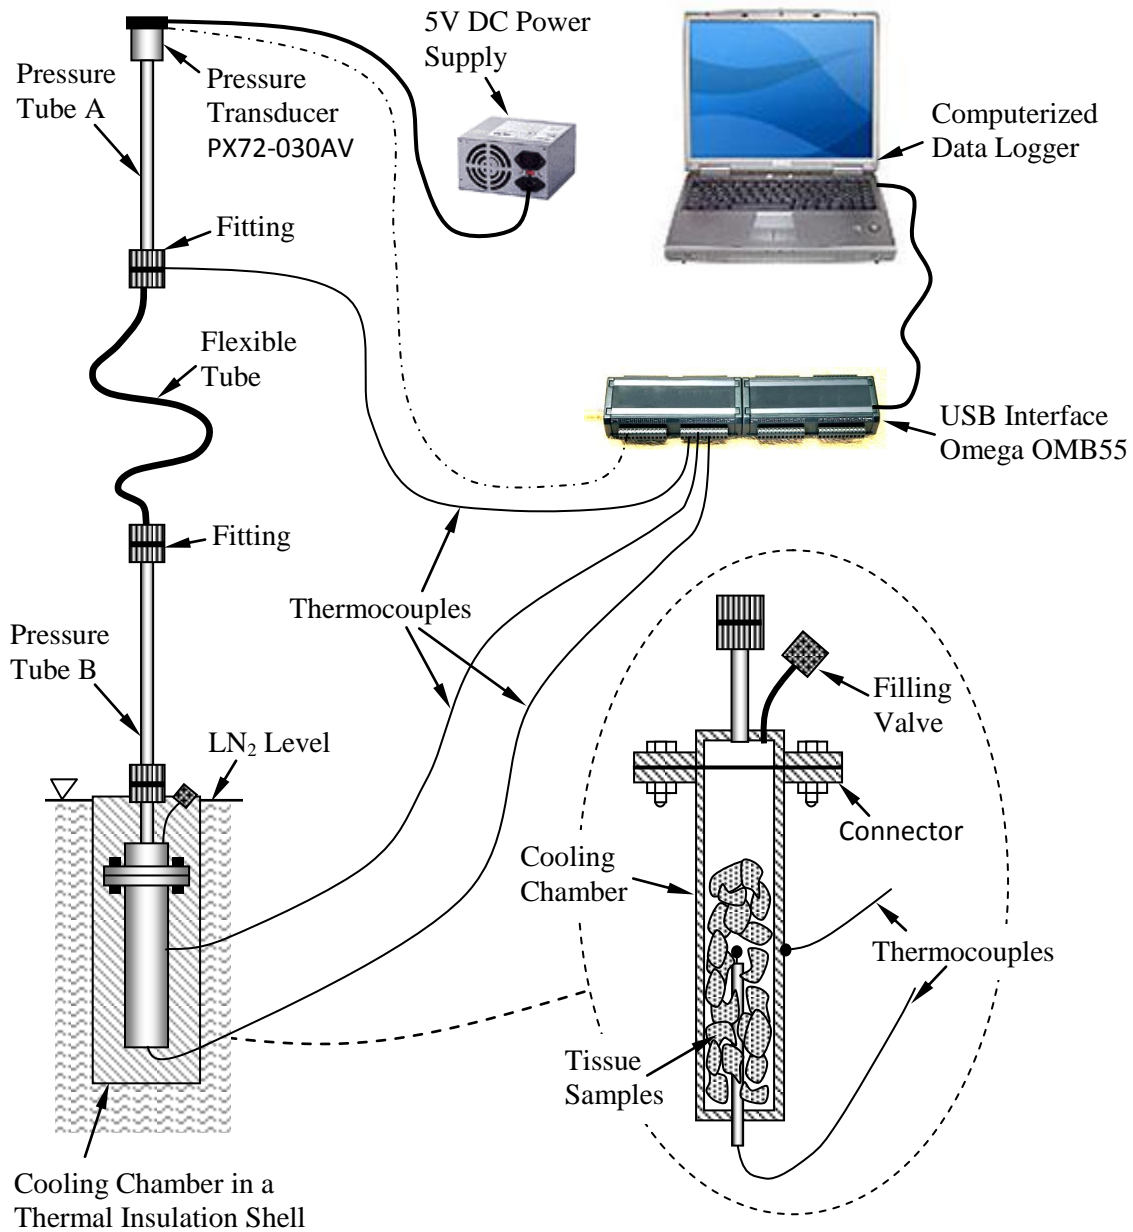 5V DC Power
Supply
Pressure
Tube A
Pressure
Transducer
PX72-030AV
Computerized
Data Logger
Fitting
Flexible
Tube
USB Interface
Omega OMB55
Fitting
Thermocouples
Pressure
Tube B
Filling
Valve
LN₂ Level
Connector
Cooling
Chamber
Thermocouples
Tissue
Samples
Cooling Chamber in a
Thermal Insulation Shell